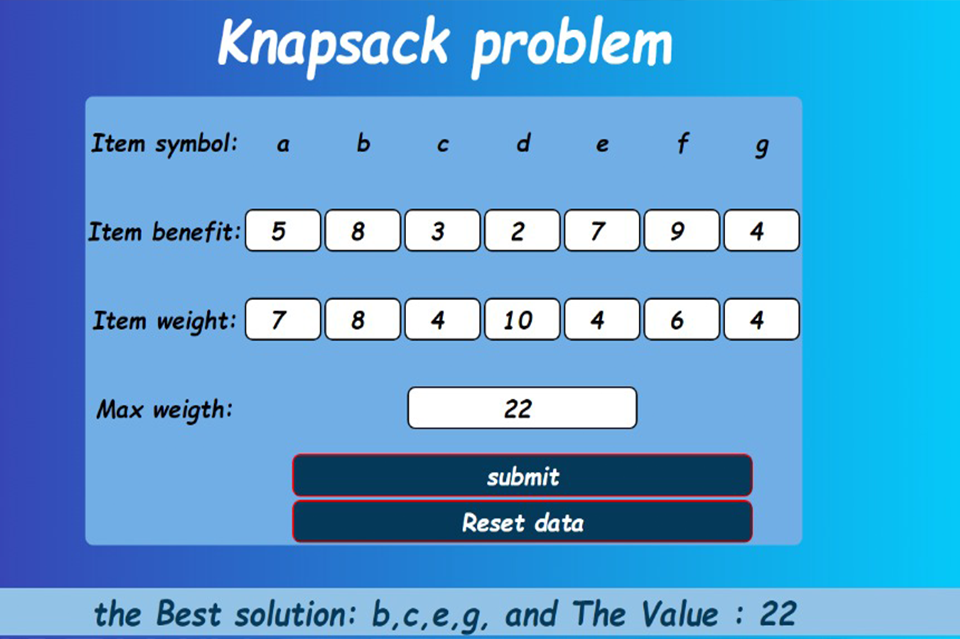 Knapsack problem
Item symbol: a b c d e f g
Item benefit: 5 8 3 2 7 9 4
Item weight: 7 8 4 10 4 6 4
Max weigth: 22
submit
Reset data
the Best solution: b,c,e,g, and The Value : 22